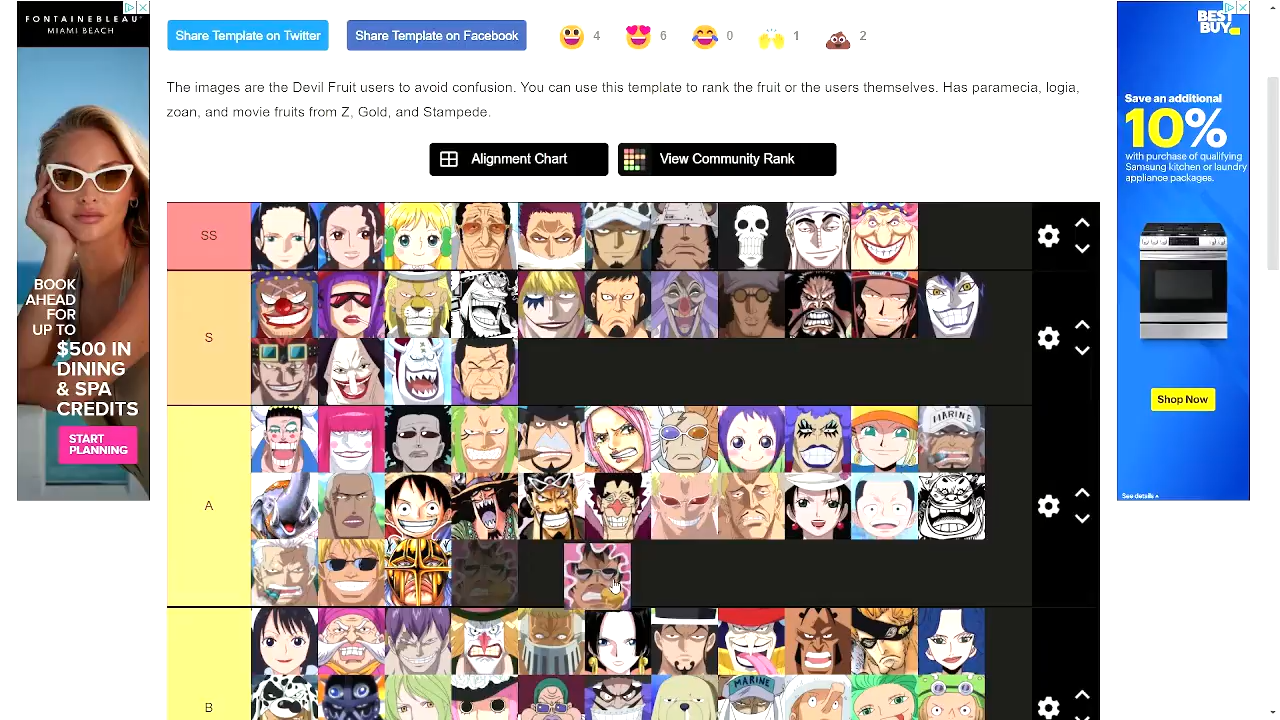 FONTAINEBLEAU
MIAMI BEACH
BOOK
AHEAD
FOR
UP TO
$500 IN
DINING
& SPA
CREDITS
START
PLANNING
Share Template on Twitter
Share Template on Facebook
4
6
0
1
2
The images are the Devil Fruit users to avoid confusion. You can use this template to rank the fruit or the users themselves. Has paramecia, logia,
zoan, and movie fruits from Z, Gold, and Stampede.
Alignment Chart
View Community Rank
SS
S
A
MARINE
B
MARINE
BEST
BUY
Save an additional
10%
with purchase of qualifying
Samsung kitchen or laundry
appliance packages.
Shop Now
See details